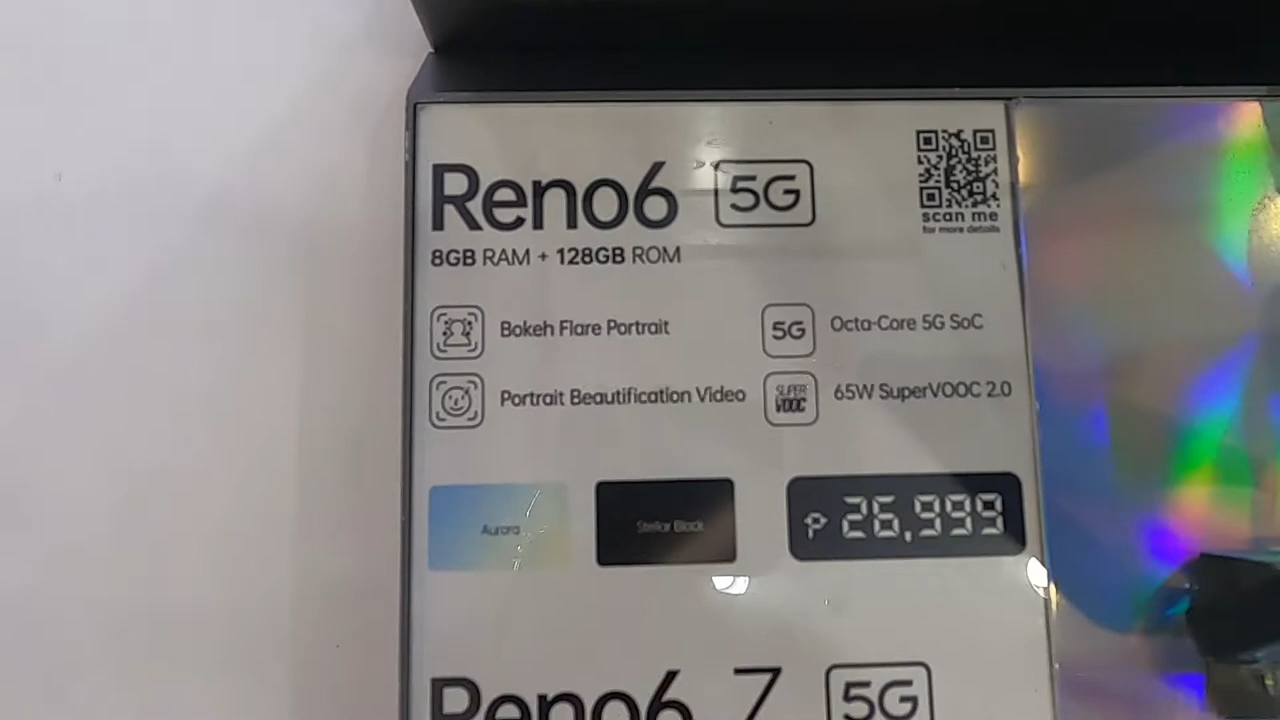 Reno6 5G
scan me
for more details
8GB RAM + 128GB ROM
Bokeh Flare Portrait
5G
Octa-Core 5G SoC
Portrait Beautification Video
SUPER
VOOC
65W SuperVOOC 2.0
Aurora
Stellar Black
₱ 26,999
Reno6 Z 5G